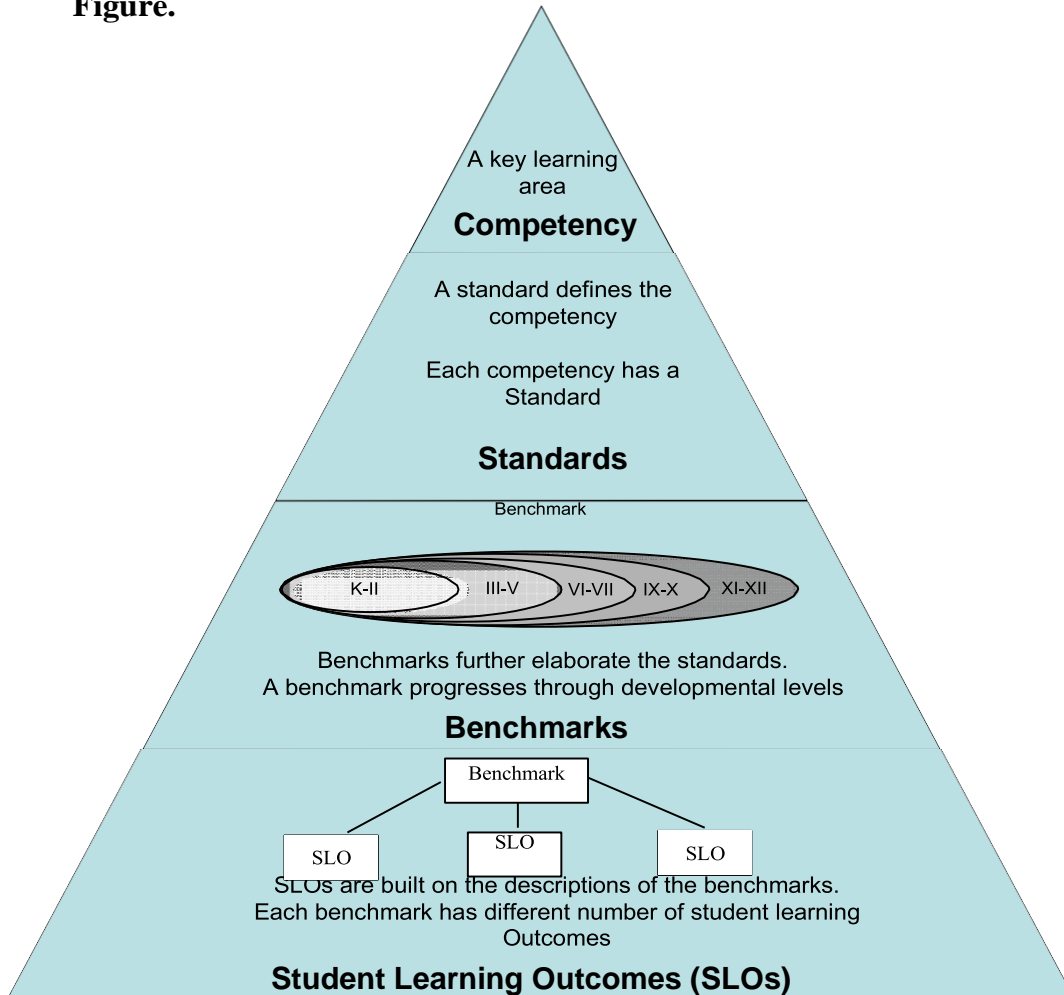 Figure.
A key learning
area
Competency
A standard defines the
competency
Each competency has a
Standard
Standards
Benchmark
K-II III-V VI-VII IX-X XI-XII
Benchmarks further elaborate the standards.
A benchmark progresses through developmental levels
Benchmarks
Benchmark
SLO SLO SLO
SLOs are built on the descriptions of the benchmarks.
Each benchmark has different number of student learning
Outcomes
Student Learning Outcomes (SLOs)